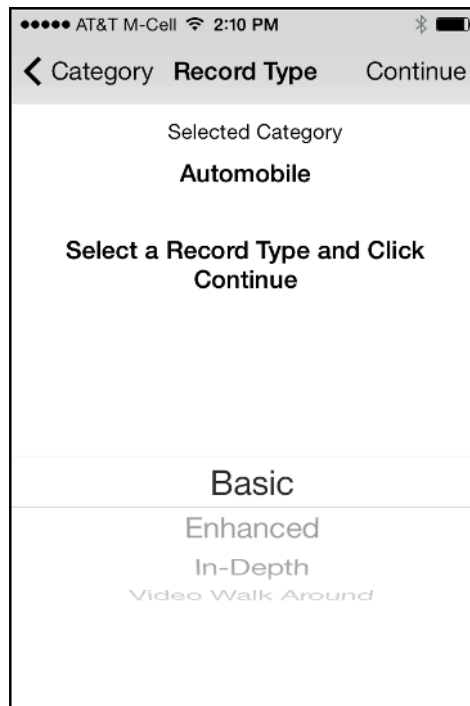 AT&T M-Cell 2:10 PM
Category Record Type Continue
Selected Category
Automobile
Select a Record Type and Click
Continue
Basic
Enhanced
In-Depth
Video Walk Around